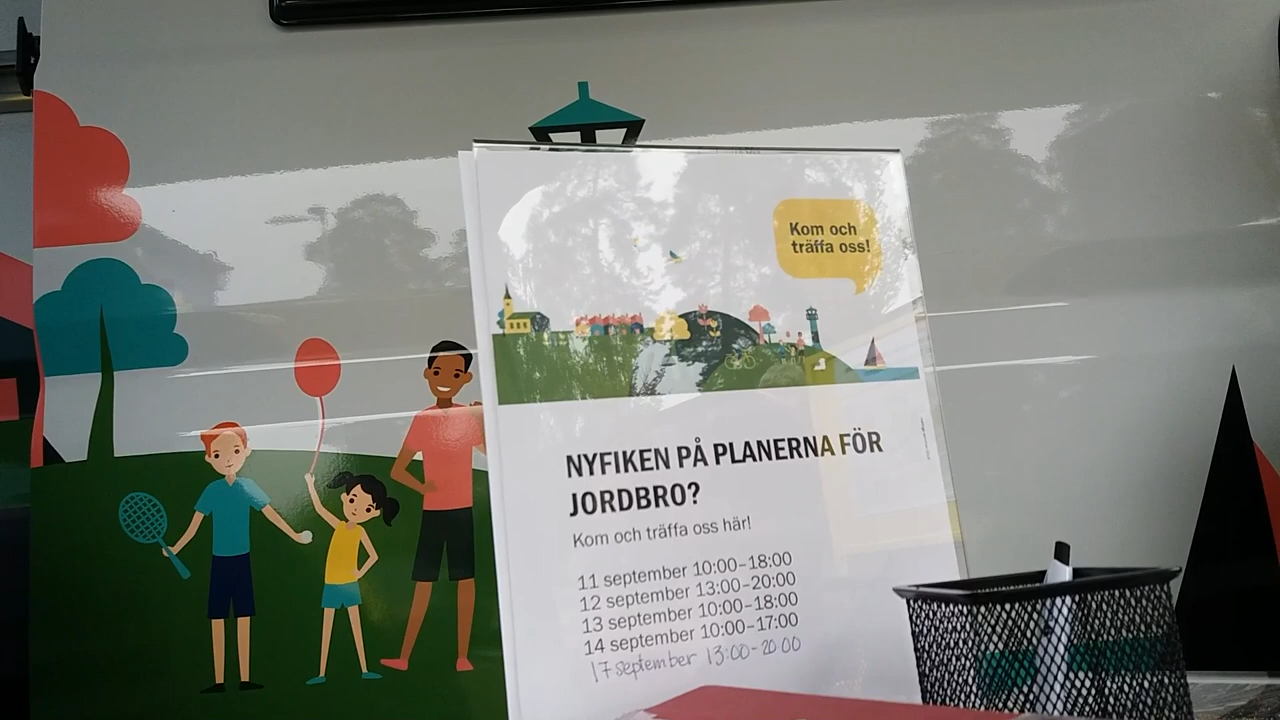 Kom och
träffa oss!
NYFIKEN PÅ PLANERNA FÖR
JORDBRO?
Kom och träffa oss här!
11 september 10:00–18:00
12 september 13:00–20:00
13 september 10:00–18:00
14 september 10:00–17:00
17 september 13:00-20 00